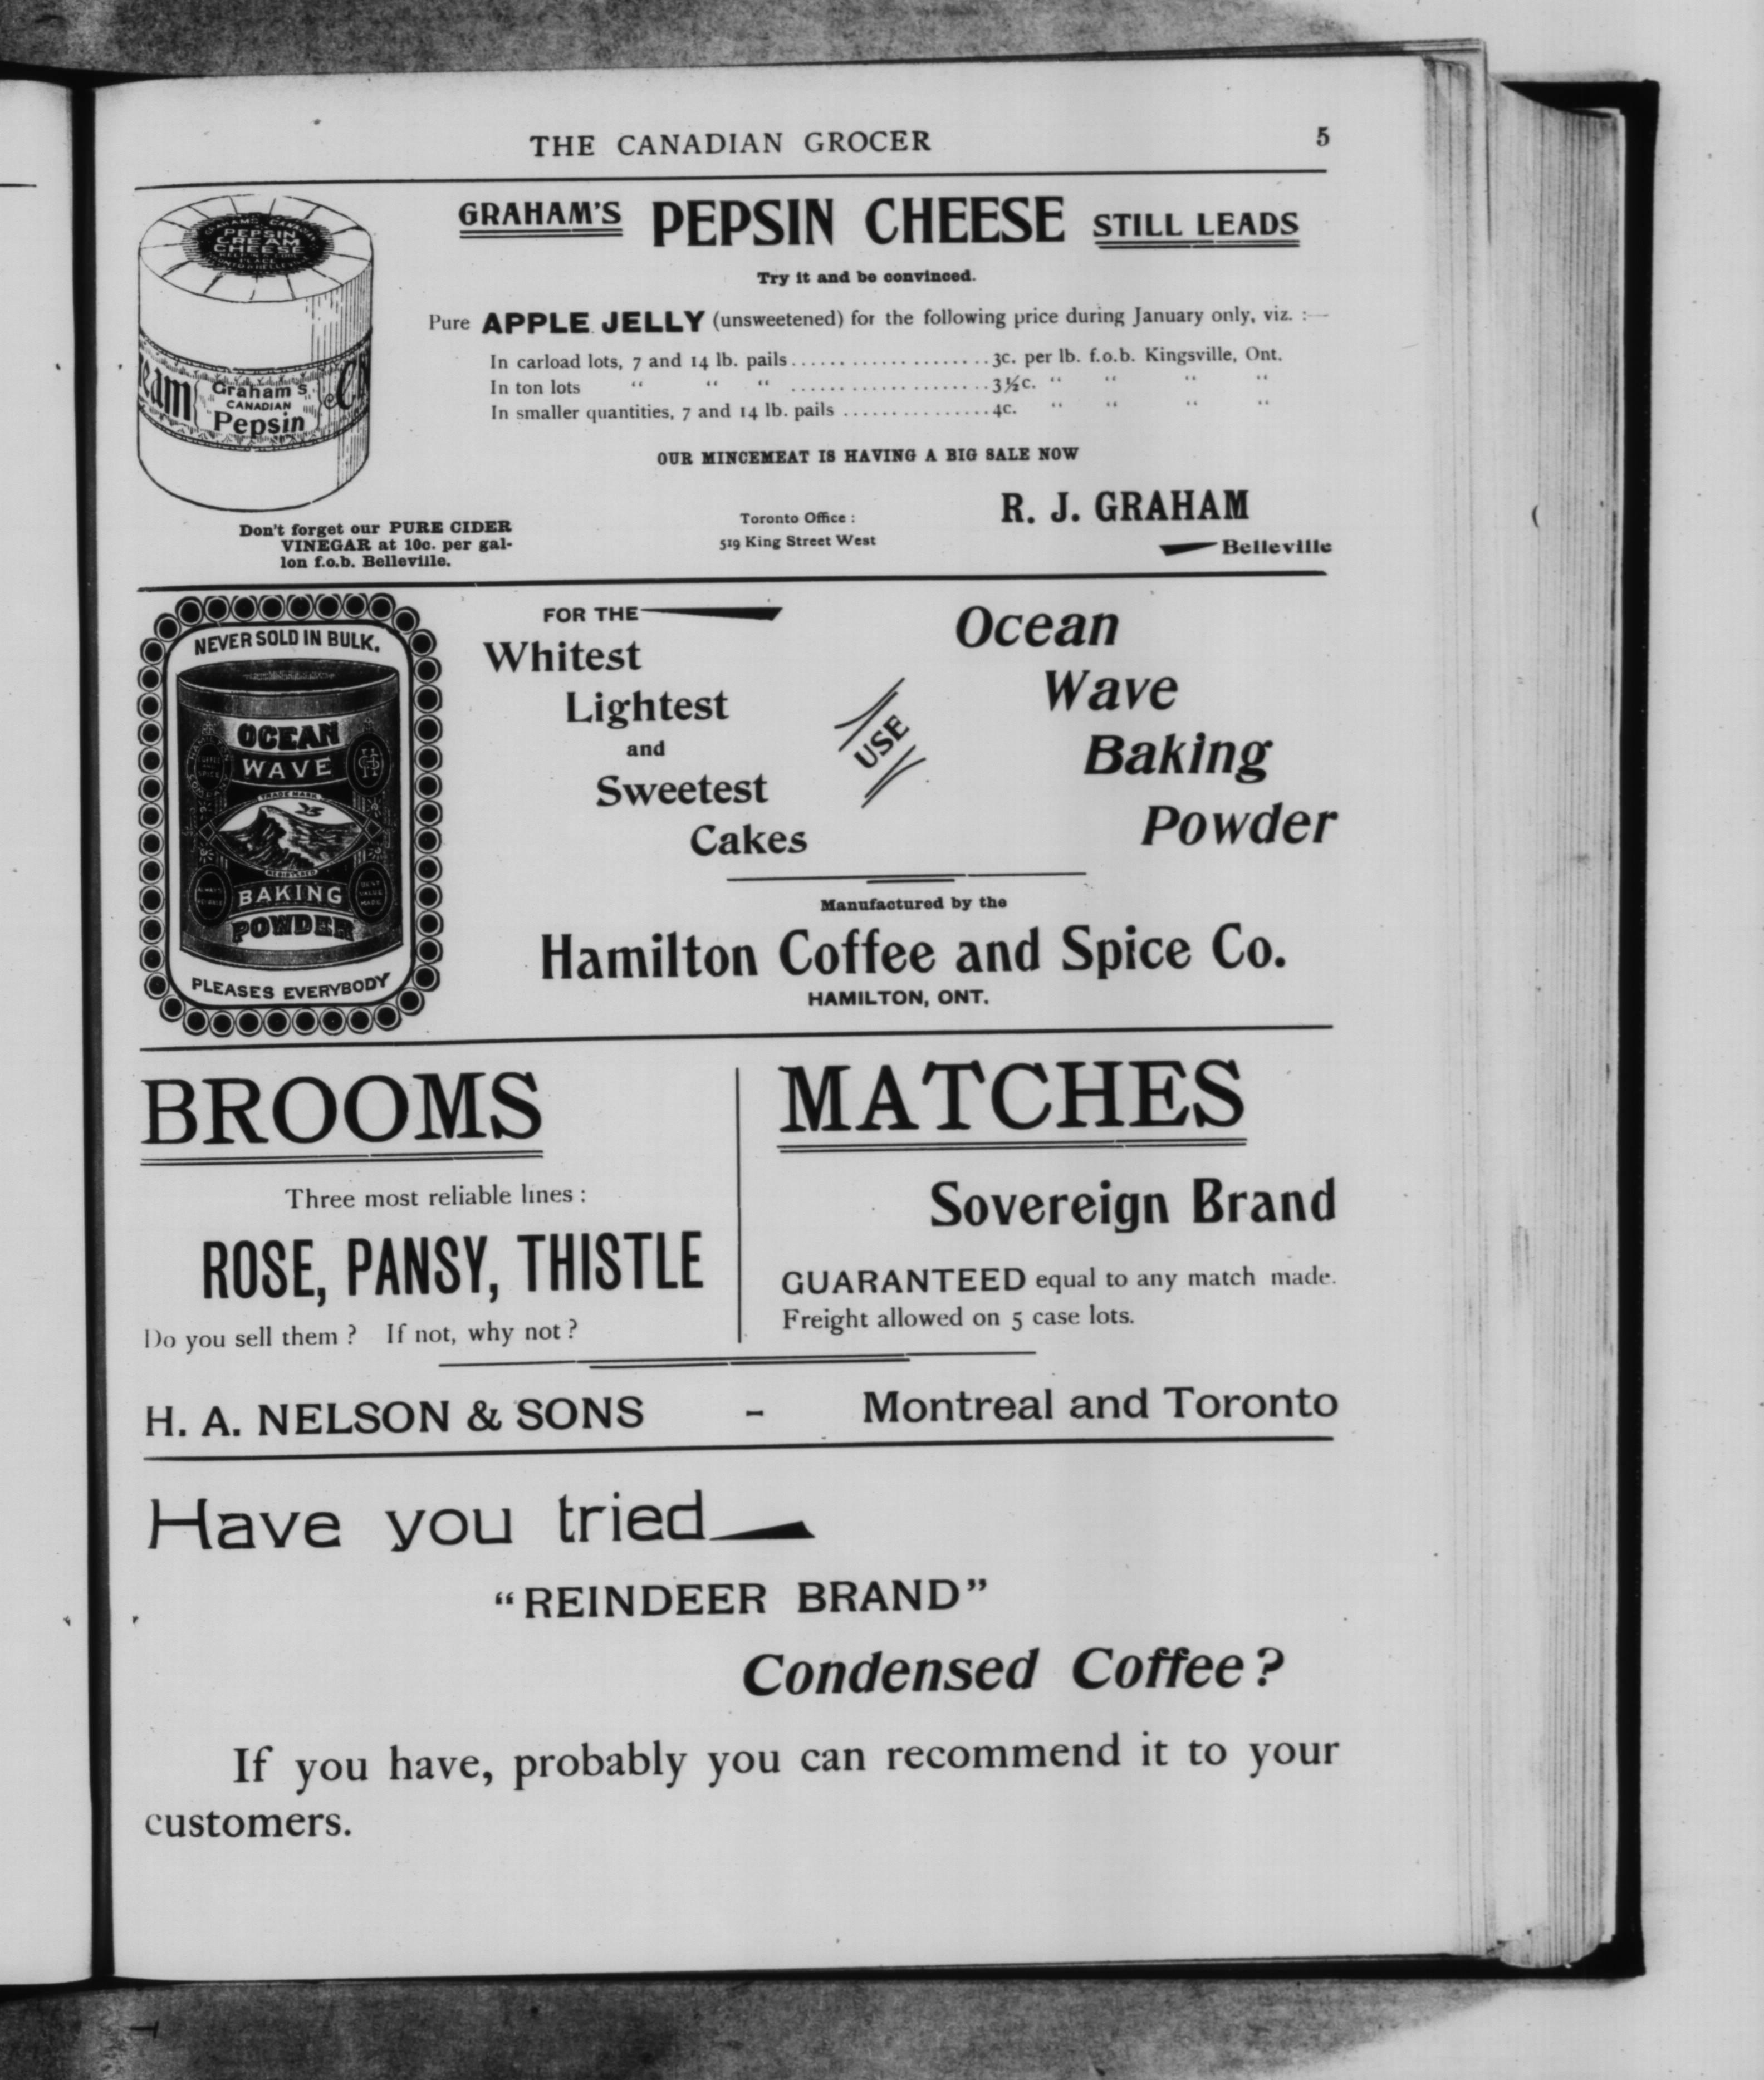 THE CANADIAN GROCER 5
GRAHAM'S PEPSIN CHEESE STILL LEADS
Try it and be convinced.
Pure APPLE JELLY (unsweetened) for the following price during January only, viz. :—
In carload lots, 7 and 14 lb. pails....................3c. per lb. f.o.b. Kingsville, Ont.
In ton lots " " " ....................3½c. " " " "
In smaller quantities, 7 and 14 lb. pails ...............4c. " " " "
OUR MINCEMEAT IS HAVING A BIG SALE NOW
PEPSIN
CREAM
CHEESE
eam
Graham's
CANADIAN
Pepsin
Ch
Don't forget our PURE CIDER
VINEGAR at 10c. per gal-
lon f.o.b. Belleville.
Toronto Office :
519 King Street West
R. J. GRAHAM
Belleville
NEVER SOLD IN BULK.
OCEAN
WAVE
TRADE MARK
REGISTERED
BAKING
POWDER
PLEASES EVERYBODY
FOR THE
Whitest
Lightest
and
Sweetest
Cakes
USE
Ocean
Wave
Baking
Powder
Manufactured by the
Hamilton Coffee and Spice Co.
HAMILTON, ONT.
BROOMS
Three most reliable lines :
ROSE, PANSY, THISTLE
Do you sell them ? If not, why not ?
MATCHES
Sovereign Brand
GUARANTEED equal to any match made.
Freight allowed on 5 case lots.
H. A. NELSON & SONS - Montreal and Toronto
Have you tried
"REINDEER BRAND"
Condensed Coffee?
If you have, probably you can recommend it to your
customers.